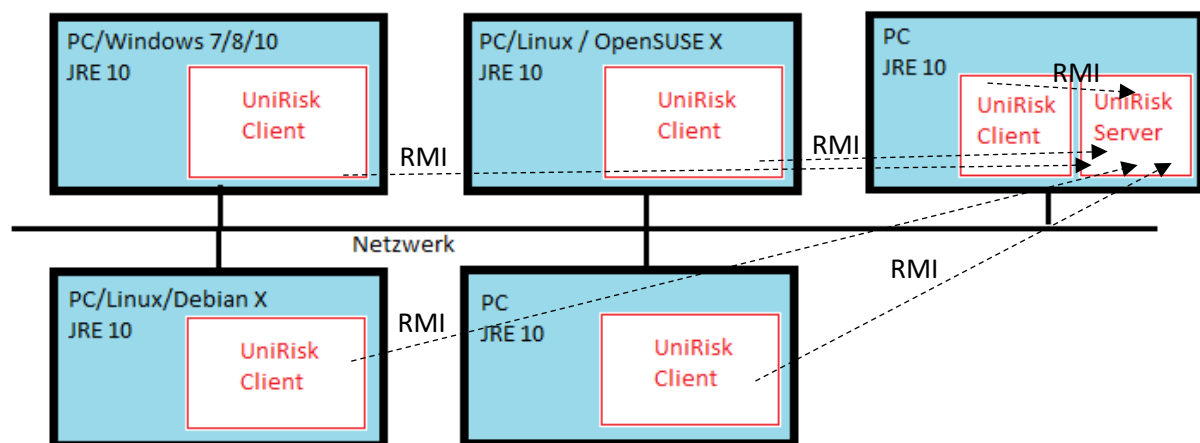 PC/Windows 7/8/10
JRE 10
UniRisk
Client
RMI
PC/Linux / OpenSUSE X
JRE 10
UniRisk
Client
RMI
PC
JRE 10
RMI
UniRisk
Client
UniRisk
Server
Netzwerk
PC/Linux/Debian X
JRE 10
UniRisk
Client
RMI
PC
JRE 10
UniRisk
Client
RMI